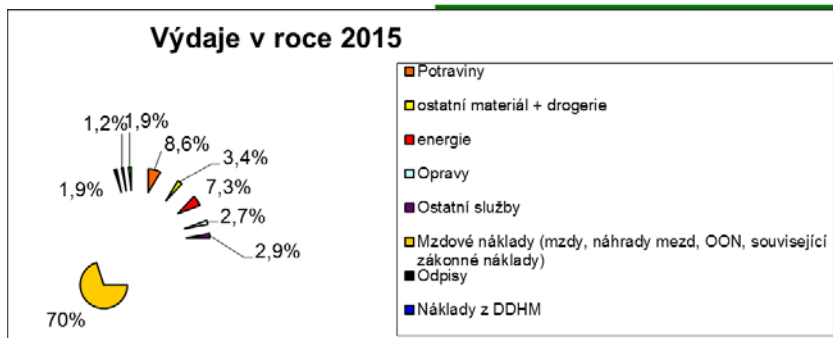 Výdaje v roce 2015
1,2%
1,9%
8,6%
3,4%
7,3%
2,7%
2,9%
1,9%
70%
Potraviny
ostatní materiál + drogerie
energie
Opravy
Ostatní služby
Mzdové náklady (mzdy, náhrady mezd, OON, související
zákonné náklady)
Odpisy
Náklady z DDHM